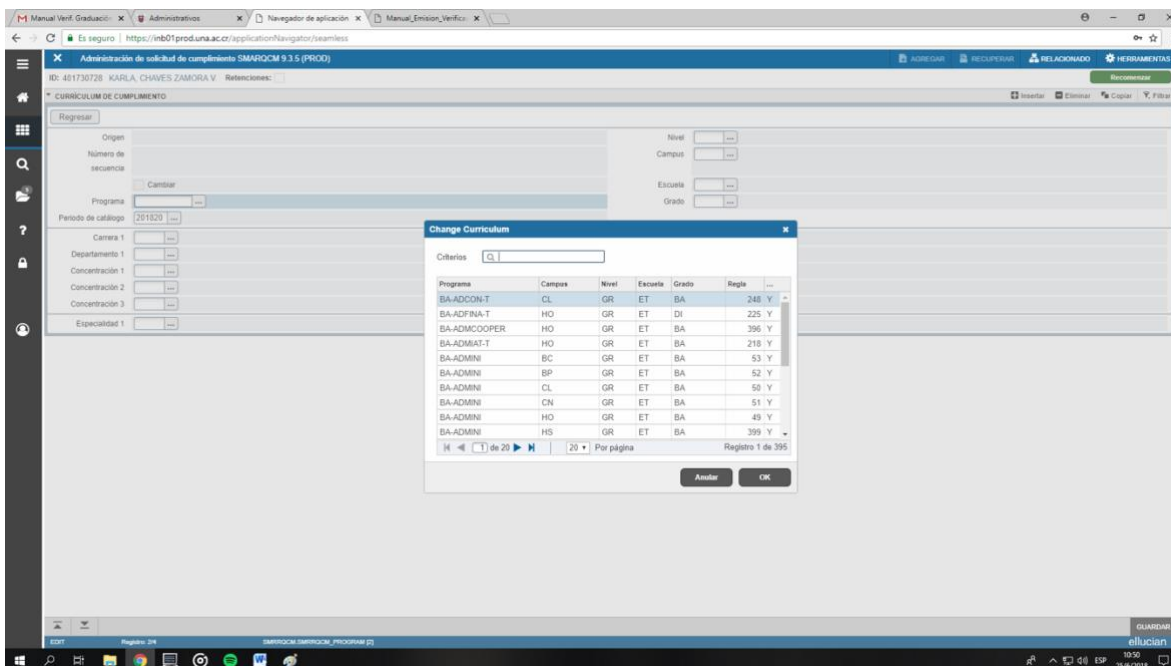 Manual Verif. Graduació
Administrativos
Navegador de aplicación
Manual_Emision_Verifica
Es seguro | https://inb01prod.una.ac.cr/applicationNavigator/seamless
Administración de solicitud de cumplimiento SMARQCM 9.3.5 (PROD)
AGREGAR RECUPERAR RELACIONADO HERRAMIENTAS
ID: 401730728 KARLA, CHAVES ZAMORA V. Retenciones:
Recomenzar
CURRÍCULUM DE CUMPLIMIENTO
Insertar Eliminar Copiar Filtrar
Regresar
Origen
Nivel
Número de secuencia
Campus
Cambiar
Escuela
Programa
Grado
Periodo de catálogo 201820
Carrera 1
Departamento 1
Concentración 1
Concentración 2
Concentración 3
Especialidad 1
Change Curriculum
Criterios
Programa Campus Nivel Escuela Grado Regla ...
BA-ADCON-T CL GR ET BA 248 Y
BA-ADFINA-T HO GR ET DI 225 Y
BA-ADMCOOPER HO GR ET BA 396 Y
BA-ADMIAT-T HO GR ET BA 218 Y
BA-ADMINI BC GR ET BA 53 Y
BA-ADMINI BP GR ET BA 52 Y
BA-ADMINI CL GR ET BA 50 Y
BA-ADMINI CN GR ET BA 51 Y
BA-ADMINI HO GR ET BA 49 Y
BA-ADMINI HS GR ET BA 399 Y
1 de 20 20 Por página Registro 1 de 395
Anular OK
GUARDAR
EDIT Registro: 2/4 SMRRQCM.SMRRQCM_PROGRAM [2] ellucian
ESP 10:50
25/6/2018